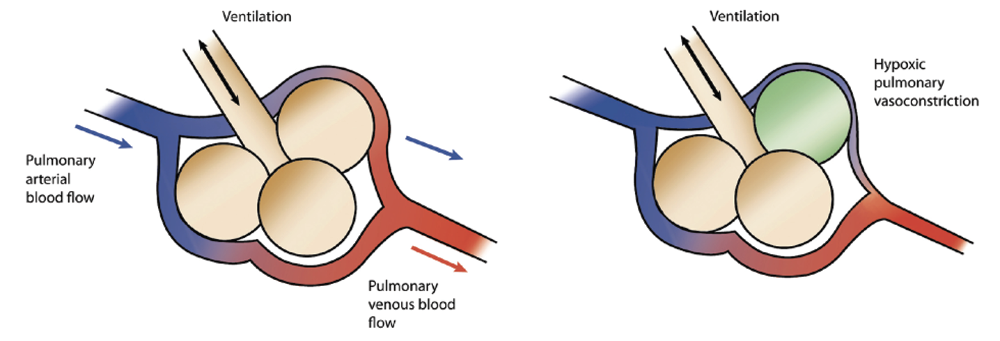 Ventilation
Pulmonary
arterial
blood flow
Pulmonary
venous blood
flow
Ventilation
Hypoxic
pulmonary
vasoconstriction